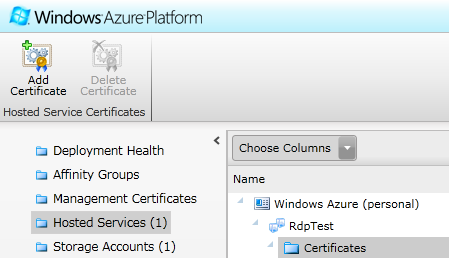 Windows Azure Platform
Add Certificate
Delete Certificate
Hosted Service Certificates
Deployment Health
Affinity Groups
Management Certificates
Hosted Services (1)
Storage Accounts (1)
Choose Columns
Name
Windows Azure (personal)
RdpTest
Certificates